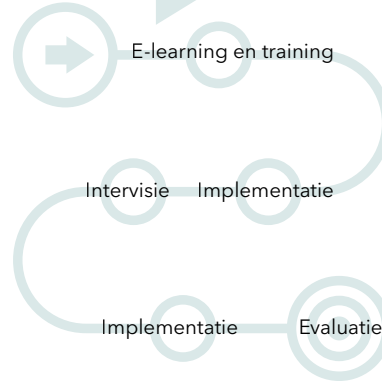 E-learning en training
Intervisie Implementatie
Implementatie Evaluatie